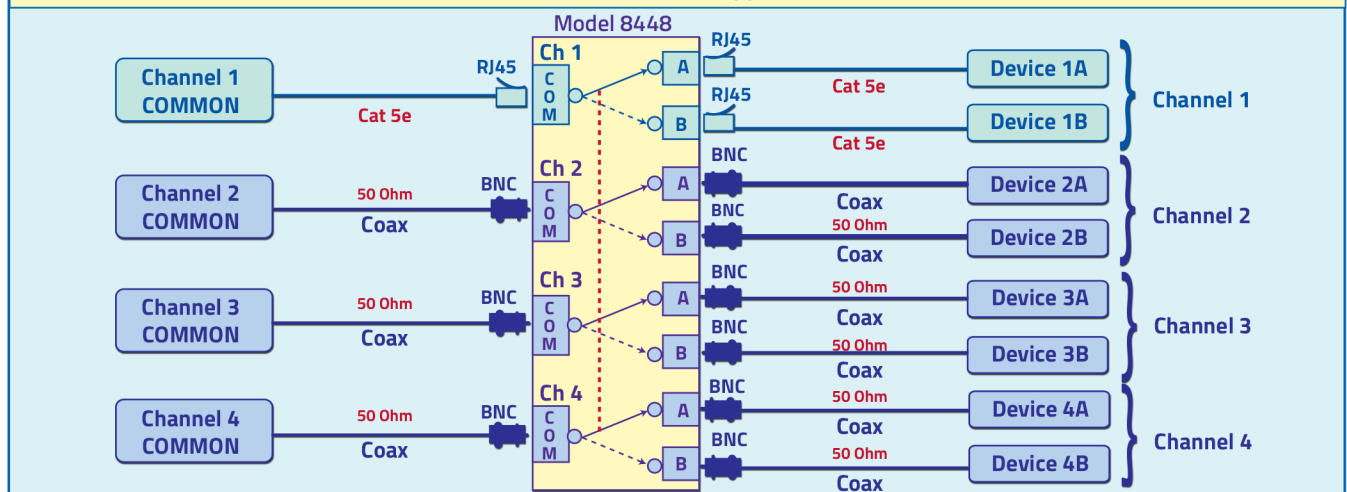 Model 8448
Channel 1
COMMON
RJ45
Cat 5e
Ch 1
C
O
M
A
B
RJ45
Cat 5e
RJ45
Cat 5e
Device 1A
Device 1B
Channel 1
Channel 2
COMMON
50 Ohm
Coax
BNC
Ch 2
C
O
M
A
B
BNC
Coax
BNC
50 Ohm
Coax
Device 2A
Device 2B
Channel 2
Channel 3
COMMON
50 Ohm
Coax
BNC
Ch 3
C
O
M
A
B
BNC
50 Ohm
Coax
BNC
50 Ohm
Coax
Device 3A
Device 3B
Channel 3
Channel 4
COMMON
50 Ohm
Coax
BNC
Ch 4
C
O
M
A
B
BNC
50 Ohm
Coax
BNC
50 Ohm
Coax
Device 4A
Device 4B
Channel 4